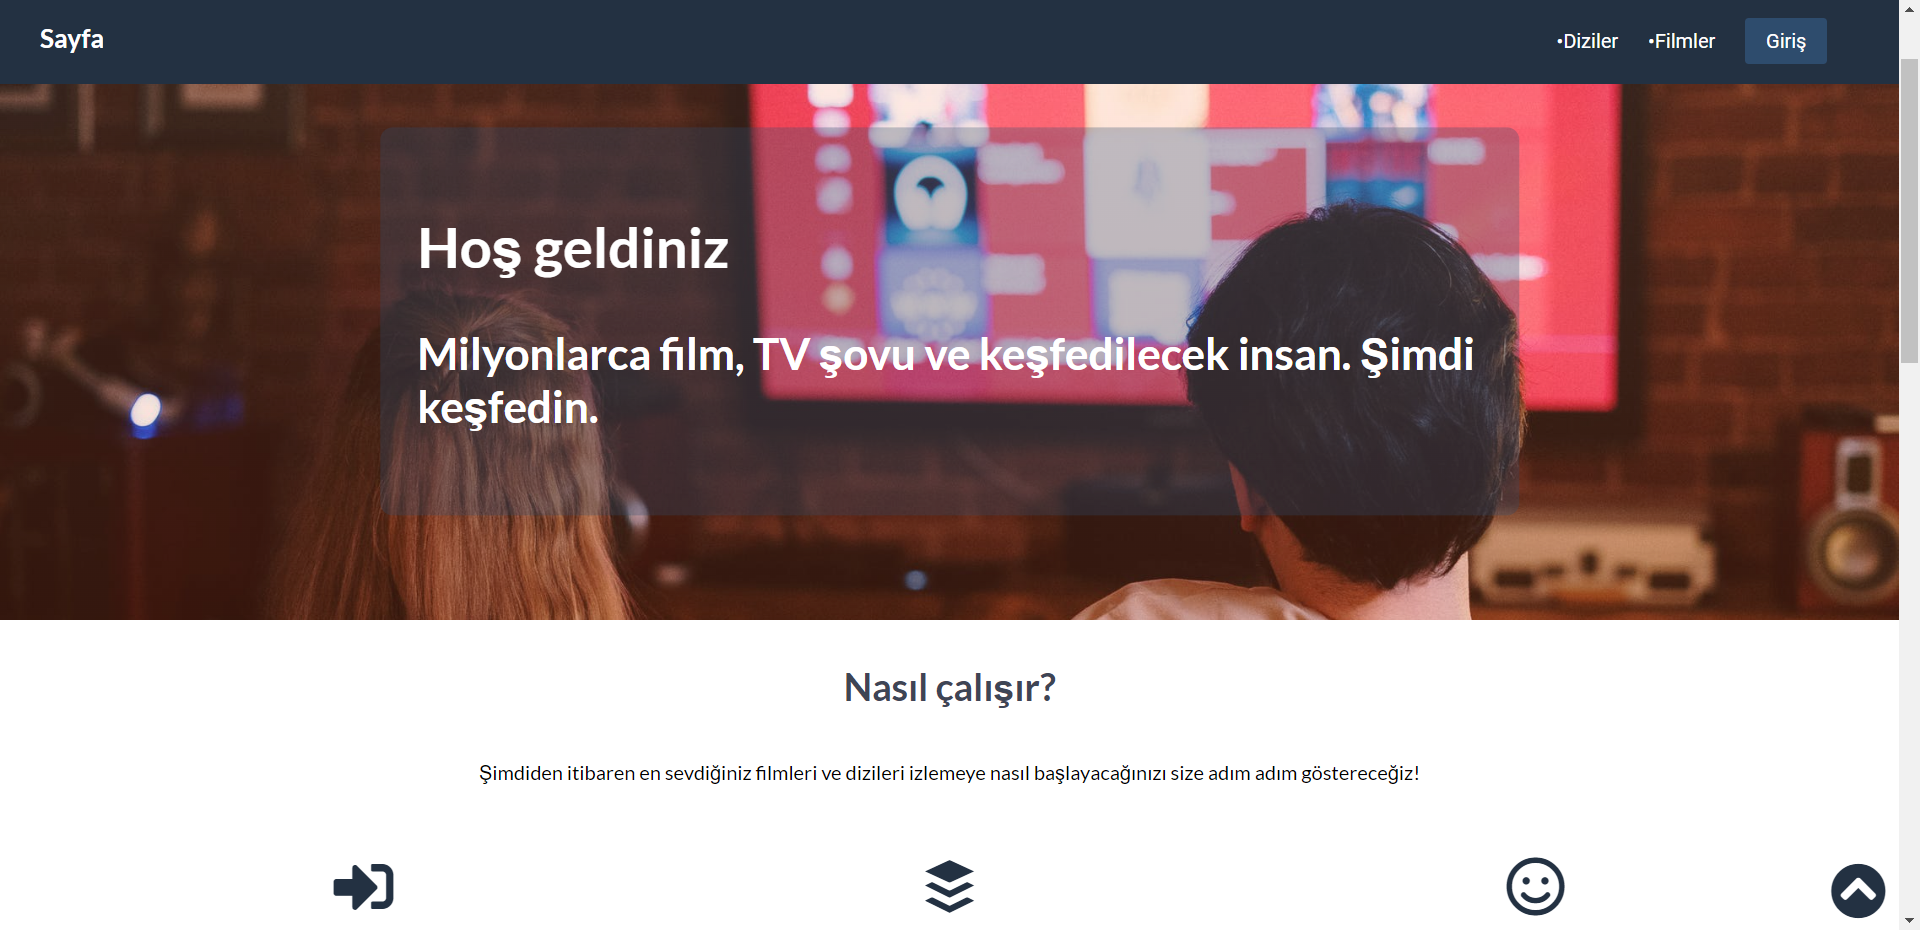 Sayfa
•Diziler
•Filmler
Giriş
Hoş geldiniz
Milyonlarca film, TV şovu ve keşfedilecek insan. Şimdi
keşfedin.
Nasıl çalışır?
Şimdiden itibaren en sevdiğiniz filmleri ve dizileri izlemeye nasıl başlayacağınızı size adım adım göstereceğiz!